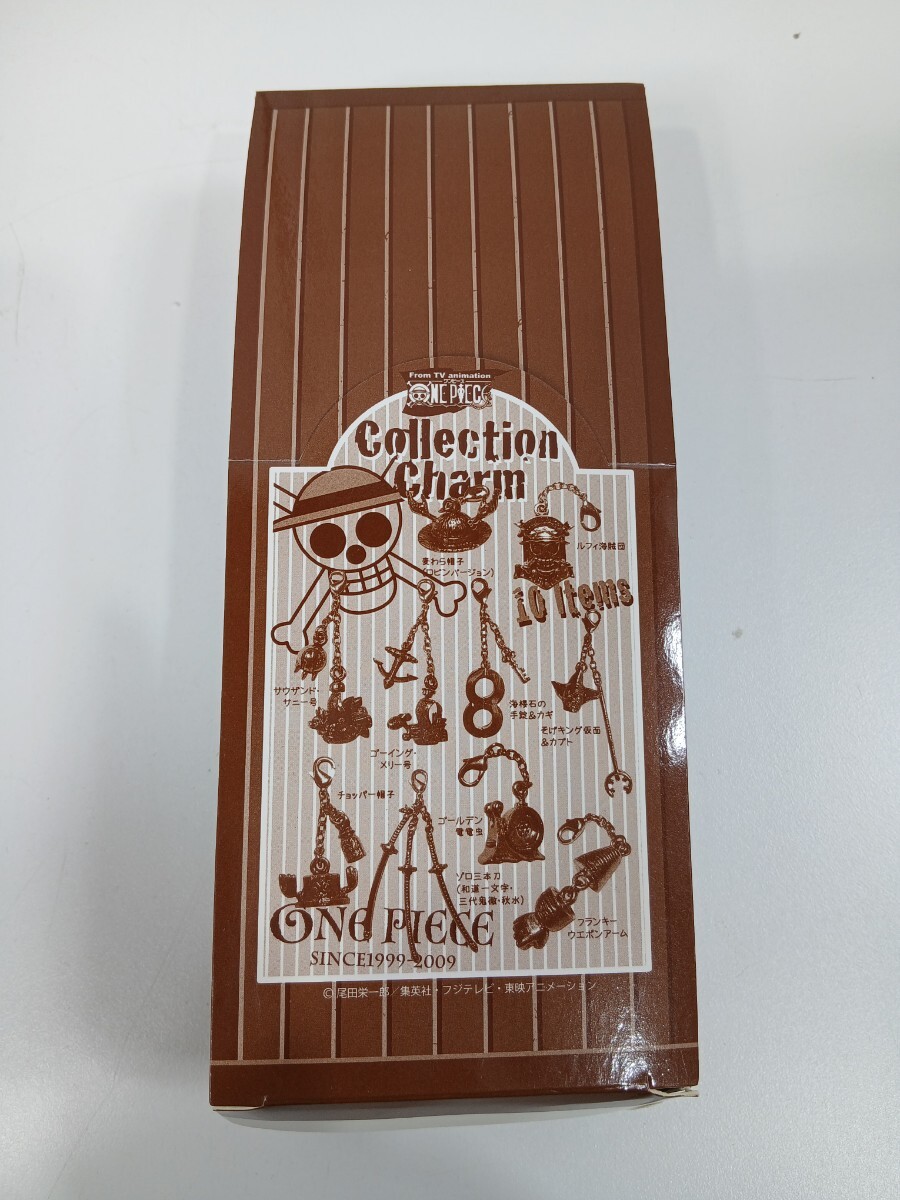 From TV animation
ワンピース
ONE PIECE
Collection
Charm
麦わら帽子
(ロビンバージョン)
ルフィ海賊団
10 Items
サウザンド・
サニー号
ゴーイング・
メリー号
海楼石の
手錠&カギ
そげキング仮面
&カブト
チョッパー帽子
ゴールデン
電電虫
ゾロ三本刀
(和道一文字・
三代鬼徹・秋水)
フランキー
ウエポンアーム
ONE PIECE
SINCE1999-2009
©尾田栄一郎/集英社・フジテレビ・東映アニメーション